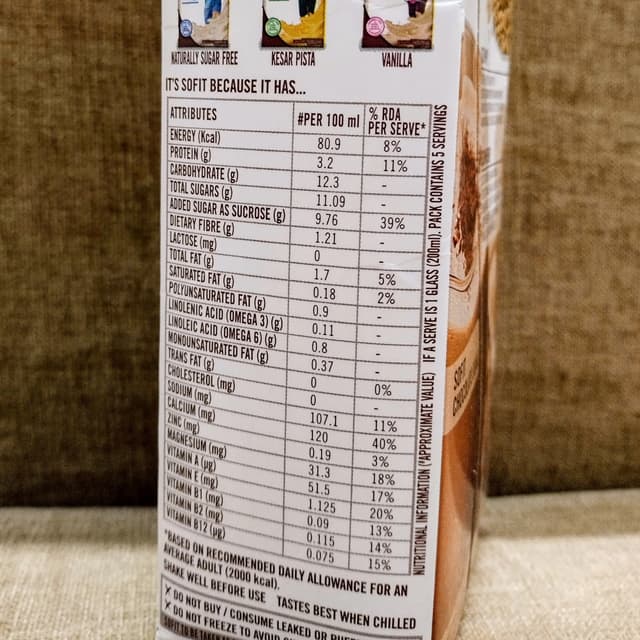 NATURALLY SUGAR FREE KESAR PISTA VANILLA
IT'S SOFIT BECAUSE IT HAS...
ATTRIBUTES #PER 100 ml % RDA PER SERVE*
ENERGY (Kcal) 80.9 8%
PROTEIN (g) 3.2 11%
CARBOHYDRATE (g) 12.3 -
TOTAL SUGARS (g) 11.09 -
ADDED SUGAR AS SUCROSE (g) 9.76 39%
DIETARY FIBRE (g) 1.21 -
LACTOSE (mg) 0 -
TOTAL FAT (g) 1.7 5%
SATURATED FAT (g) 0.18 2%
POLYUNSATURATED FAT (g) 0.9 -
LINOLENIC ACID (OMEGA 3) (g) 0.11 -
LINOLEIC ACID (OMEGA 6) (g) 0.8 -
MONOUNSATURATED FAT (g) 0.37 -
TRANS FAT (g) 0 0%
CHOLESTEROL (mg) 0 -
SODIUM (mg) 107.1 11%
CALCIUM (mg) 120 40%
ZINC (mg) 0.19 3%
MAGNESIUM (mg) 31.3 18%
VITAMIN A (µg) 51.5 17%
VITAMIN E (mg) 1.125 20%
VITAMIN B1 (mg) 0.09 13%
VITAMIN B2 (mg) 0.115 14%
VITAMIN B12 (µg) 0.075 15%
NUTRITIONAL INFORMATION (#APPROXIMATE VALUE) IF A SERVE IS 1 GLASS (200ml), PACK CONTAINS 5 SERVINGS
*BASED ON RECOMMENDED DAILY ALLOWANCE FOR AN
AVERAGE ADULT (2000 kcal).
SHAKE WELL BEFORE USE TASTES BEST WHEN CHILLED
X DO NOT BUY / CONSUME LEAKED OR
X DO NOT FREEZE TO AVOID